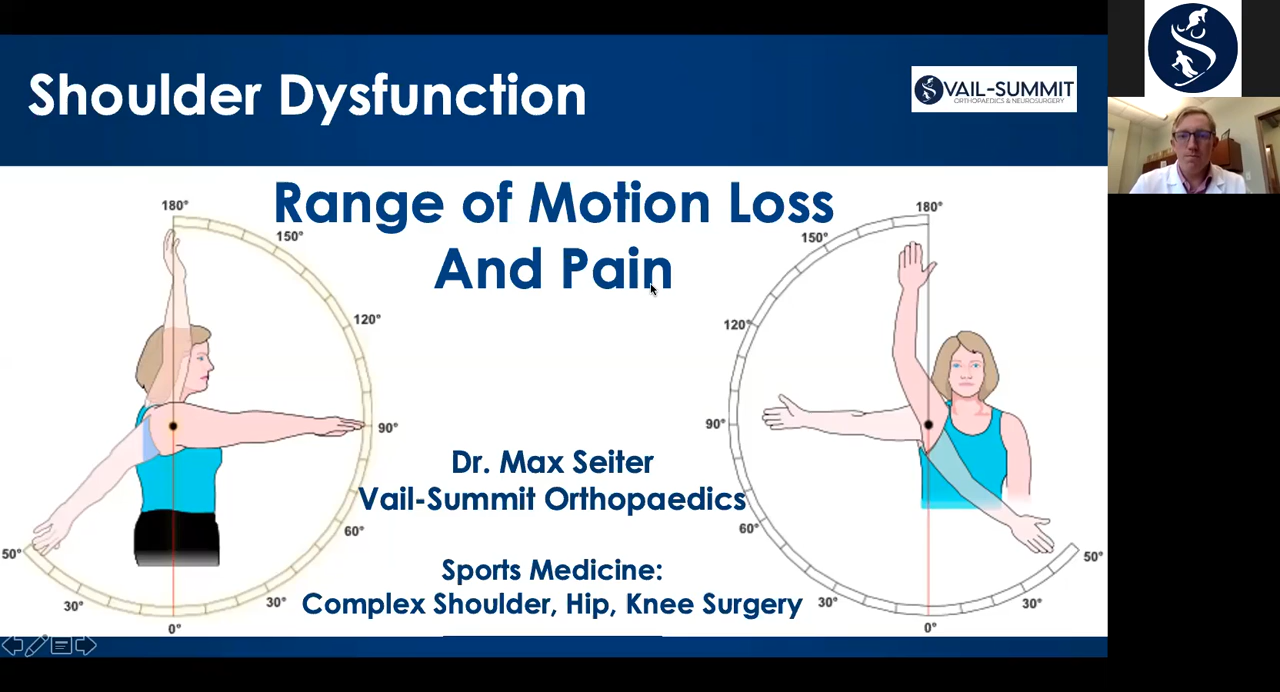 Shoulder Dysfunction
VAIL-SUMMIT
ORTHOPAEDICS & NEUROSURGERY
Range of Motion Loss
And Pain
180°
150°
120°
90°
60°
30°
0°
30°
50°
180°
150°
120°
90°
60°
30°
0°
30°
50°
Dr. Max Seiter
Vail-Summit Orthopaedics
Sports Medicine:
Complex Shoulder, Hip, Knee Surgery